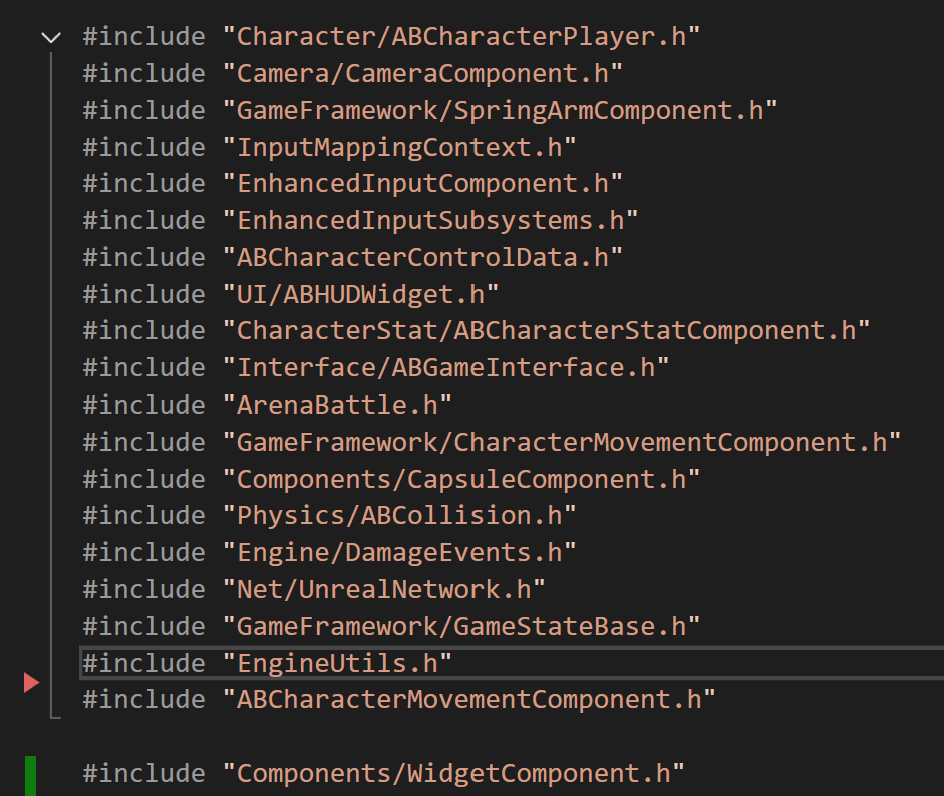 #include "Character/ABCharacterPlayer.h"
#include "Camera/CameraComponent.h"
#include "GameFramework/SpringArmComponent.h"
#include "InputMappingContext.h"
#include "EnhancedInputComponent.h"
#include "EnhancedInputSubsystems.h"
#include "ABCharacterControlData.h"
#include "UI/ABHUDWidget.h"
#include "CharacterStat/ABCharacterStatComponent.h"
#include "Interface/ABGameInterface.h"
#include "ArenaBattle.h"
#include "GameFramework/CharacterMovementComponent.h"
#include "Components/CapsuleComponent.h"
#include "Physics/ABCollision.h"
#include "Engine/DamageEvents.h"
#include "Net/UnrealNetwork.h"
#include "GameFramework/GameStateBase.h"
#include "EngineUtils.h"
#include "ABCharacterMovementComponent.h"
#include "Components/WidgetComponent.h"